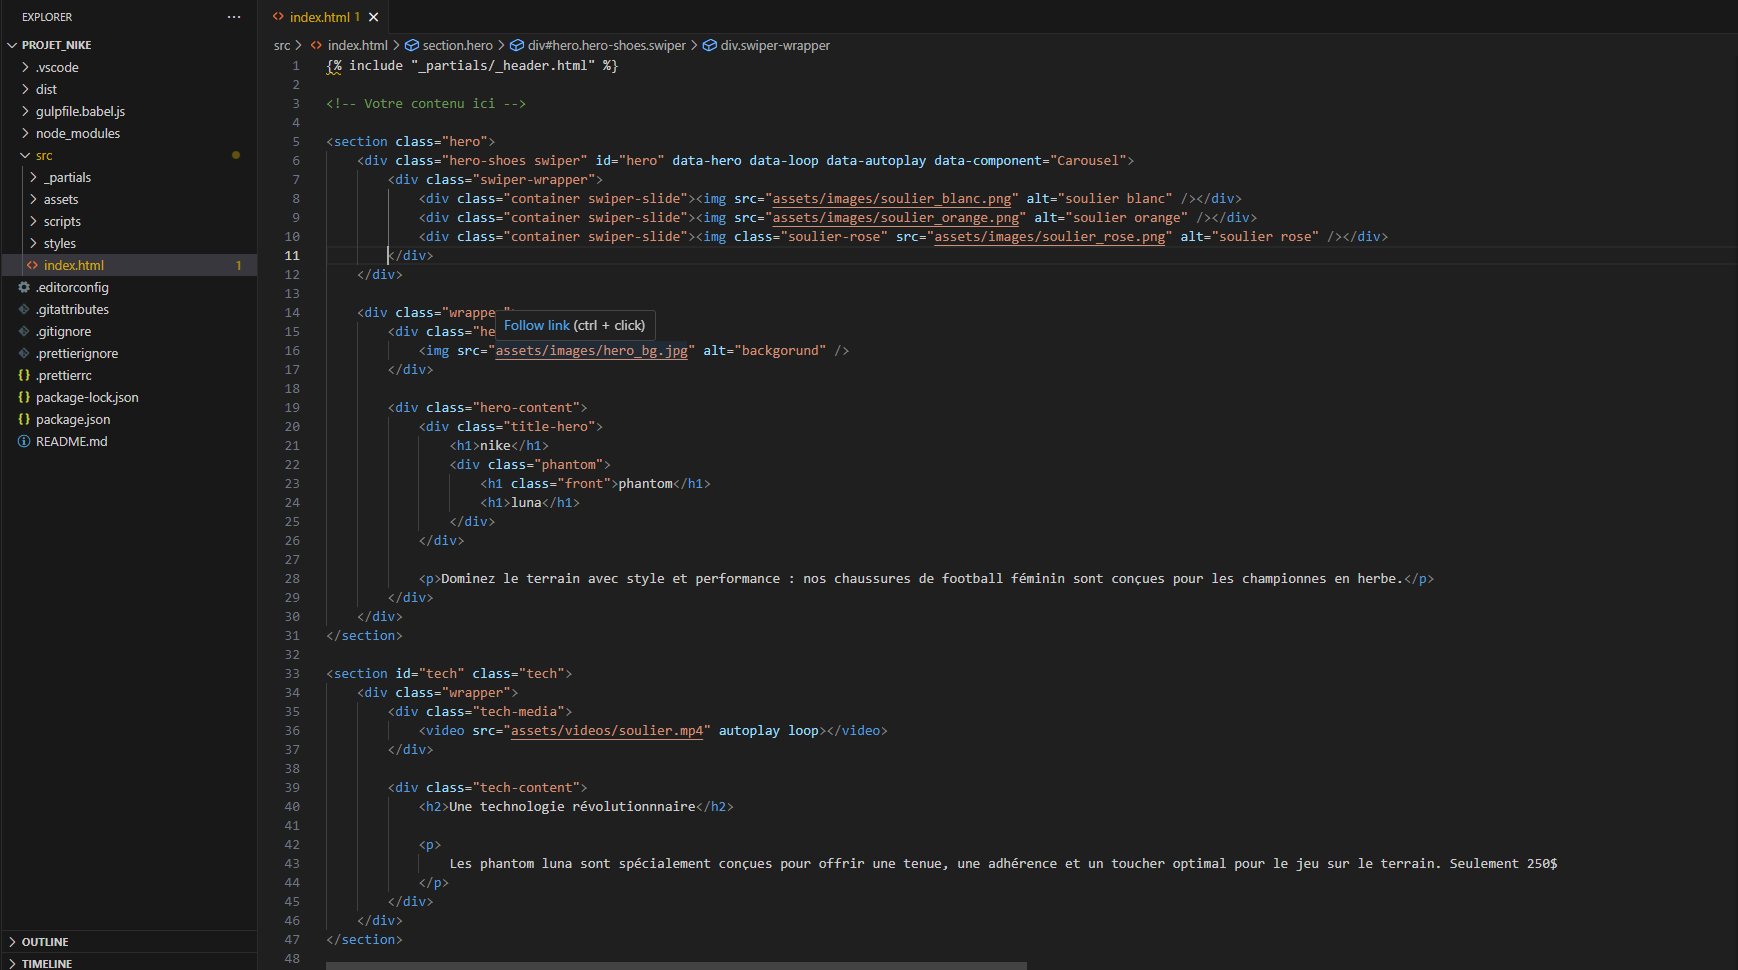 EXPLORER
PROJET_NIKE
.vscode
dist
gulpfile.babel.js
node_modules
src
_partials
assets
scripts
styles
index.html 1
.editorconfig
.gitattributes
.gitignore
.prettierignore
.prettierrc
package-lock.json
package.json
README.md
OUTLINE
TIMELINE
index.html 1
src > index.html > section.hero > div#hero.hero-shoes.swiper > div.swiper-wrapper
1 {% include "_partials/_header.html" %}
2
3 <!-- Votre contenu ici -->
4
5 <section class="hero">
6 <div class="hero-shoes swiper" id="hero" data-hero data-loop data-autoplay data-component="Carousel">
7 <div class="swiper-wrapper">
8 <div class="container swiper-slide"><img src="assets/images/soulier_blanc.png" alt="soulier blanc" /></div>
9 <div class="container swiper-slide"><img src="assets/images/soulier_orange.png" alt="soulier orange" /></div>
10 <div class="container swiper-slide"><img class="soulier-rose" src="assets/images/soulier_rose.png" alt="soulier rose" /></div>
11 </div>
12 </div>
13
14 <div class="wrappe
15 <div class="he
Follow link (ctrl + click)
16 <img src="assets/images/hero_bg.jpg" alt="backgorund" />
17 </div>
18
19 <div class="hero-content">
20 <div class="title-hero">
21 <h1>nike</h1>
22 <div class="phantom">
23 <h1 class="front">phantom</h1>
24 <h1>luna</h1>
25 </div>
26 </div>
27
28 <p>Dominez le terrain avec style et performance : nos chaussures de football féminin sont conçues pour les championnes en herbe.</p>
29 </div>
30 </div>
31 </section>
32
33 <section id="tech" class="tech">
34 <div class="wrapper">
35 <div class="tech-media">
36 <video src="assets/videos/soulier.mp4" autoplay loop></video>
37 </div>
38
39 <div class="tech-content">
40 <h2>Une technologie révolutionnnaire</h2>
41
42 <p>
43 Les phantom luna sont spécialement conçues pour offrir une tenue, une adhérence et un toucher optimal pour le jeu sur le terrain. Seulement 250$
44 </p>
45 </div>
46 </div>
47 </section>
48